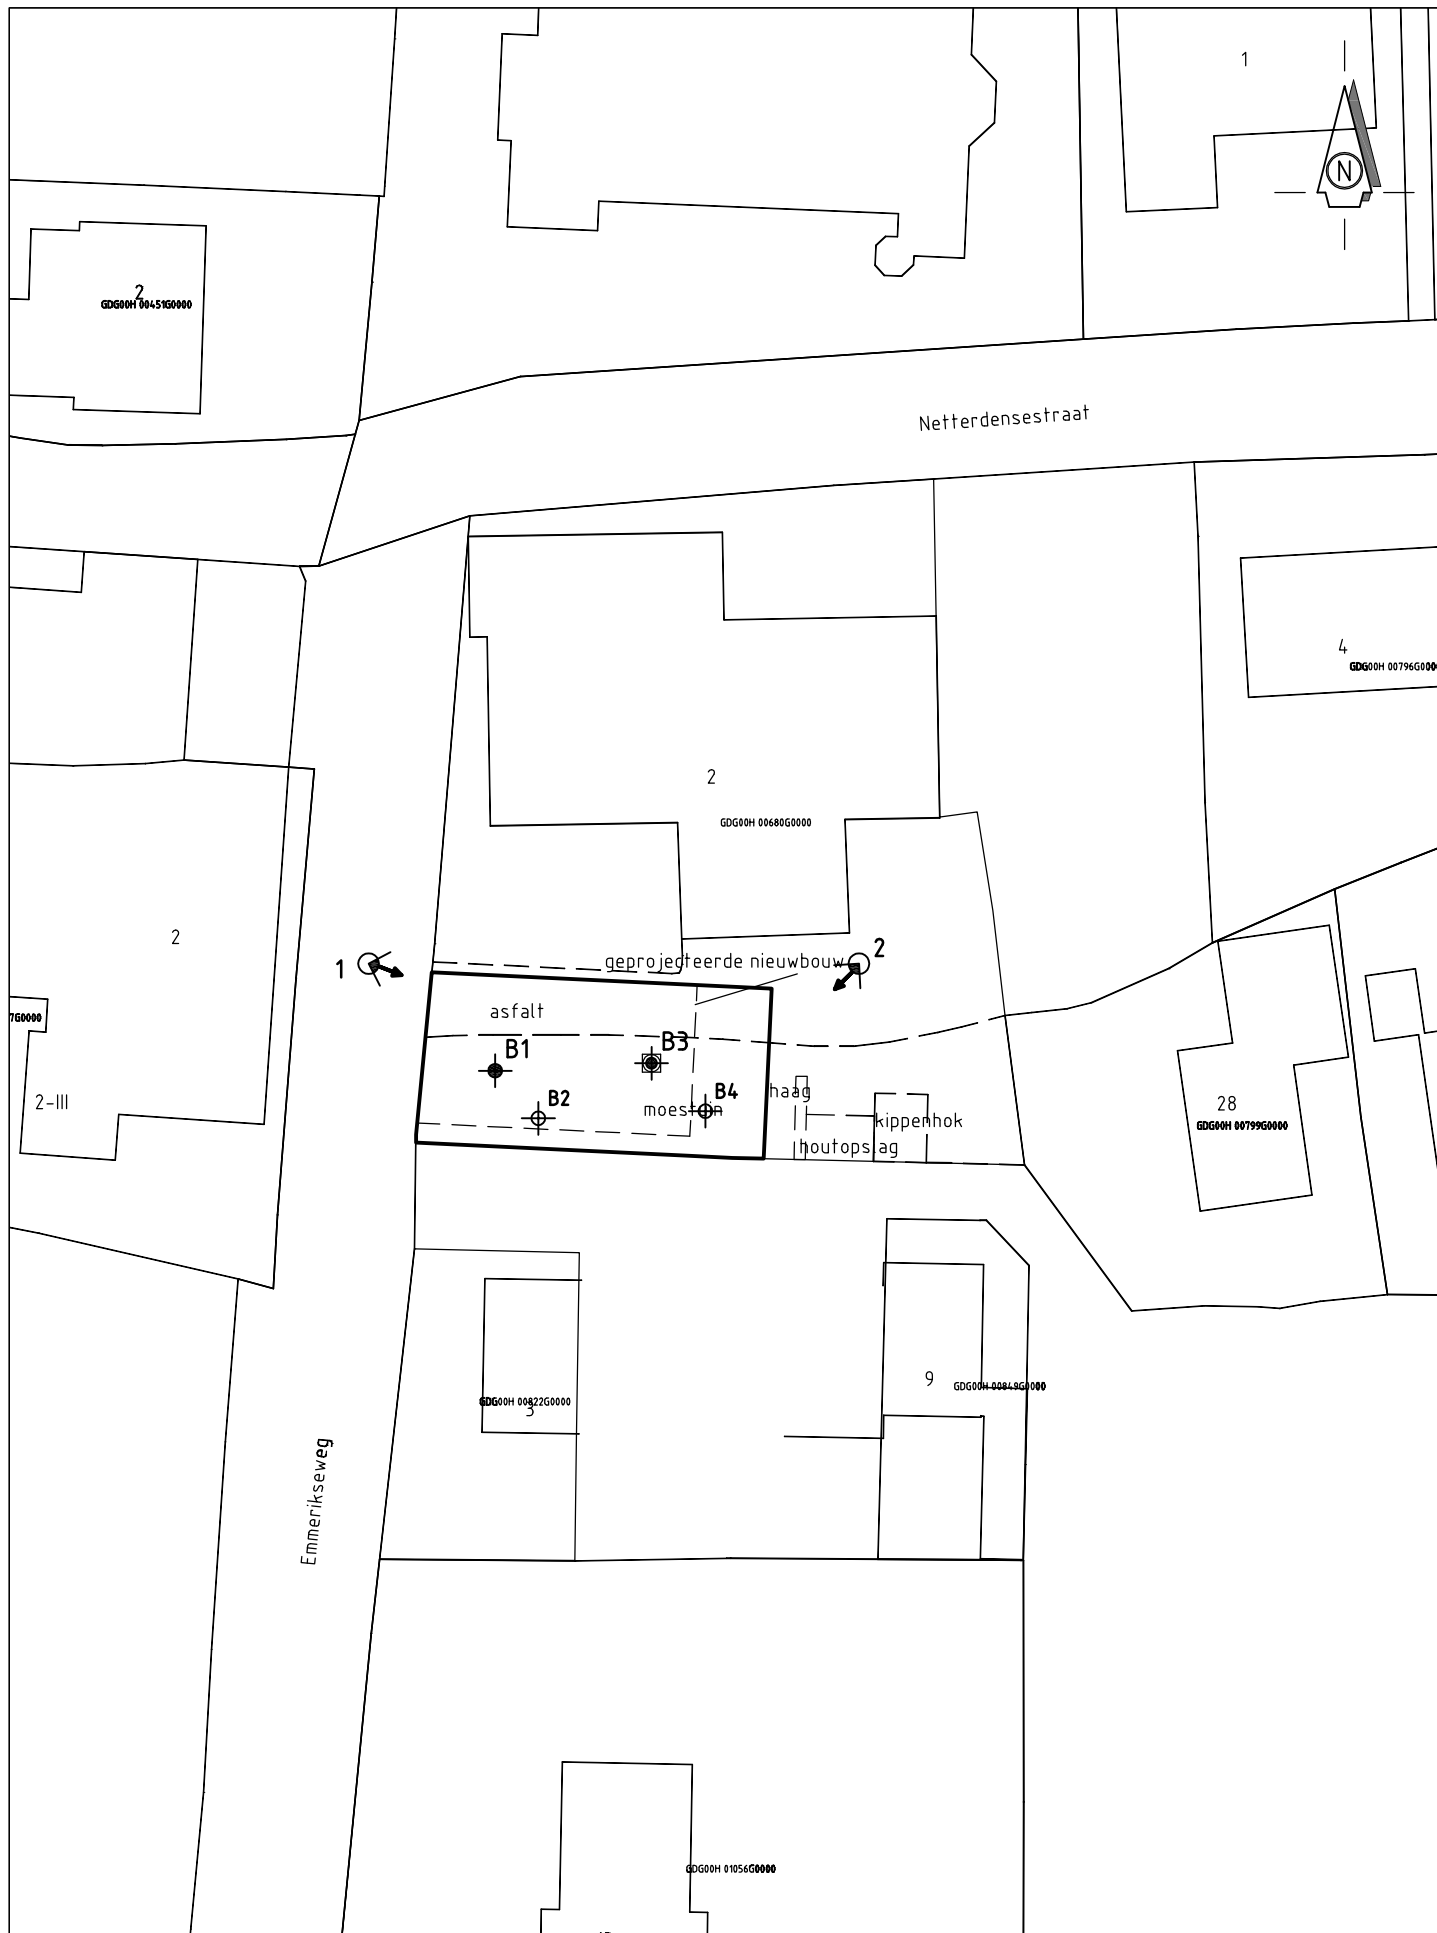 1
N
2
GDG00H 00451G0000
Netterdensestraat
4
GDG00H 00796G000
2
GDG00H 00680G0000
2
1
geprojecteerde nieuwbouw
2
asfalt
7G0000
B1
B3
B2
moestuin
B4
haag
kippenhok
houtopslag
2-III
28
GDG00H 00799G0000
9
GDG00H 00849G0000
GDG00H 00822G0000
3
Emmerikseweg
GDG00H 01056G0000